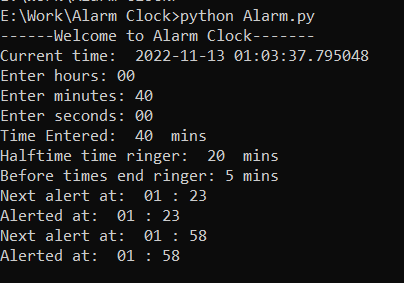 E:\Work\Alarm Clock>python Alarm.py
------Welcome to Alarm Clock-------
Current time:  2022-11-13 01:03:37.795048
Enter hours: 00
Enter minutes: 40
Enter seconds: 00
Time Entered:  40  mins
Halftime time ringer:  20  mins
Before times end ringer: 5 mins
Next alert at:  01 : 23
Alerted at:  01 : 23
Next alert at:  01 : 58
Alerted at:  01 : 58